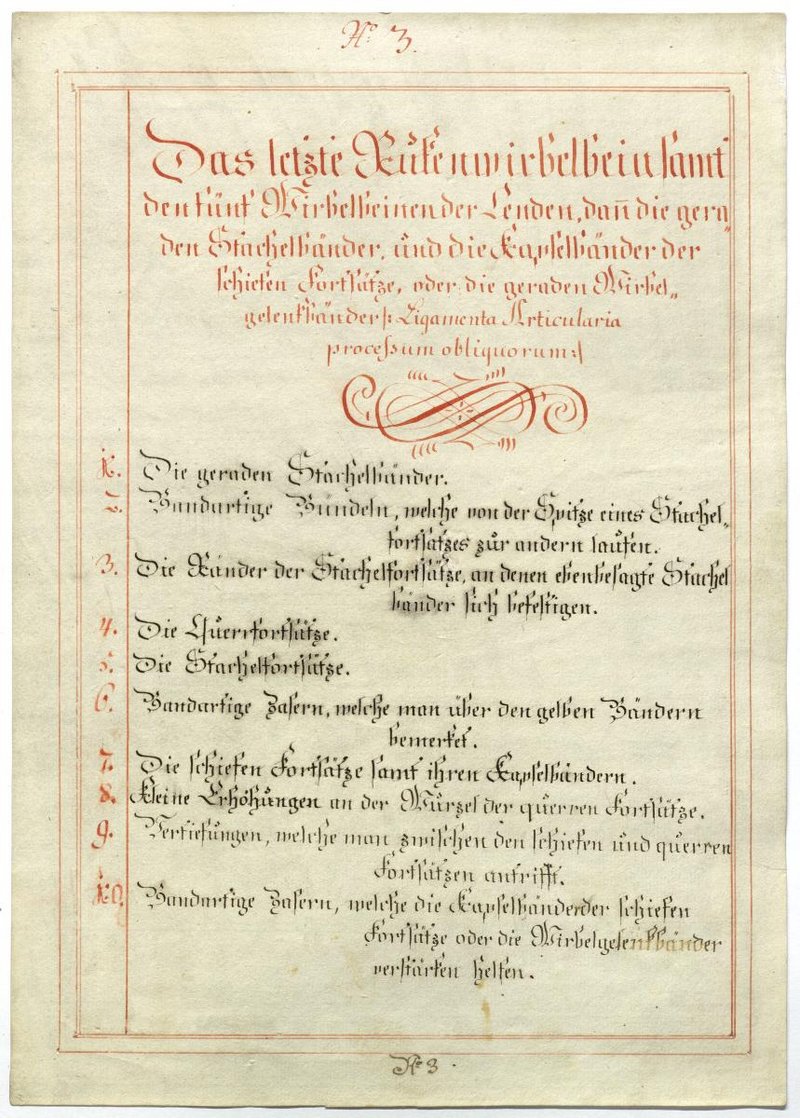 No 3.
Das letzte Rükenwirbelbein samt
den fünf Wirbelbeinen der Lenden, dañ die gera„
den Stachelbänder, und die Kapselbänder der
schiefen Fortsätze, oder die geraden Wirbel„
gelenkbänder |: Ligamenta Articularia
processum obliquorum :|
1. Die geraden Stachelbänder.
2. Bandartige Bündeln, welche von der Spitze eines Stachel„
fortsatzes zur andern laufen.
3. Die Ränder der Stachelfortsätze, an denen ebenbesagte Stachel
bänder sich befestigen.
4. Die Querrfortsätze.
5. Die Stachelfortsätze.
6. Bandartige Zasern, welche man über den gelben Bändern
bemerket.
7. Die schiefen Fortsätze samt ihren Kapselbändern.
8. Kleine Erhöhungen an der Wurzel der querren Fortsätze.
9. Vertiefungen, welche man zwischen den schiefen und querren
Fortsätzen antrifft.
10. Bandartige Zasern, welche die Kapselbänder der schiefen
Fortsätze oder die Wirbelgelenkbänder
verstärken helfen.
No 3.